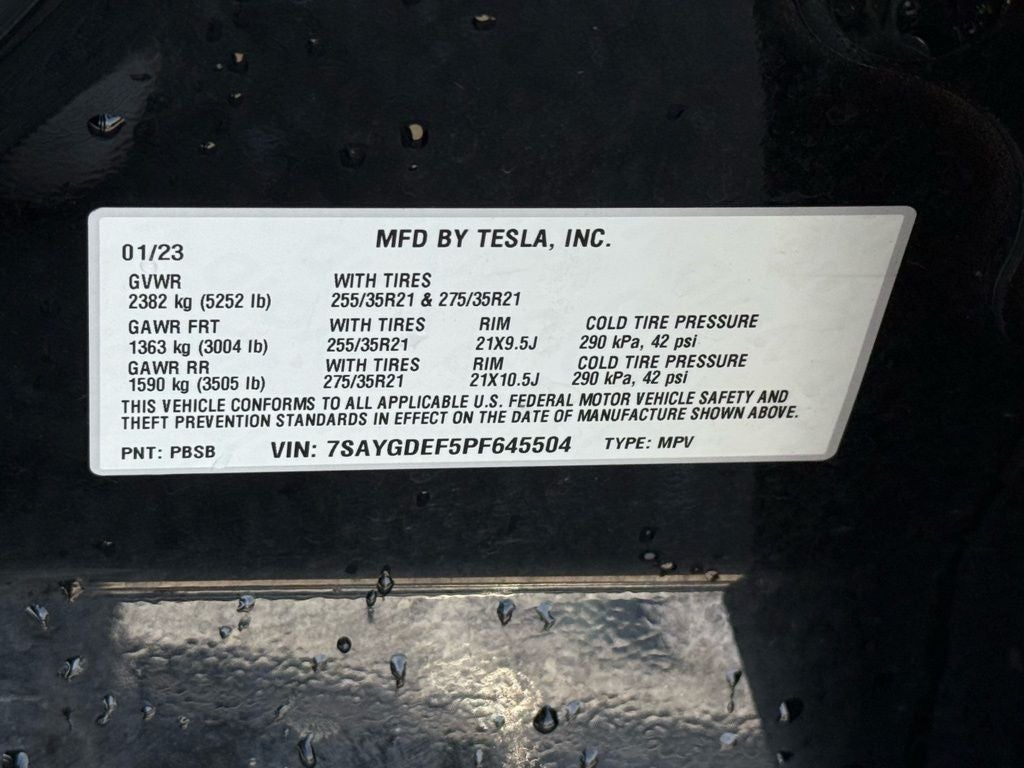 MFD BY TESLA, INC.
01/23
GVWR WITH TIRES
2382 kg (5252 lb) 255/35R21 & 275/35R21
GAWR FRT WITH TIRES RIM COLD TIRE PRESSURE
1363 kg (3004 lb) 255/35R21 21X9.5J 290 kPa, 42 psi
GAWR RR WITH TIRES RIM COLD TIRE PRESSURE
1590 kg (3505 lb) 275/35R21 21X10.5J 290 kPa, 42 psi
THIS VEHICLE CONFORMS TO ALL APPLICABLE U.S. FEDERAL MOTOR VEHICLE SAFETY AND
THEFT PREVENTION STANDARDS IN EFFECT ON THE DATE OF MANUFACTURE SHOWN ABOVE.
PNT: PBSB VIN: 7SAYGDEF5PF645504 TYPE: MPV